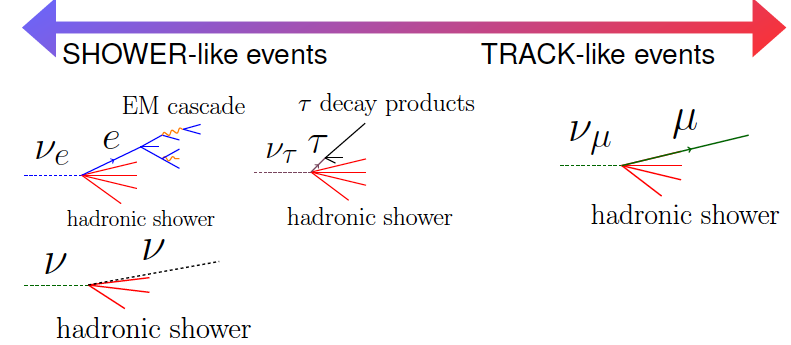 SHOWER-like events
TRACK-like events
EM cascade
ν_e e
hadronic shower
τ decay products
ν_τ τ
hadronic shower
ν_μ μ
hadronic shower
ν ν
hadronic shower